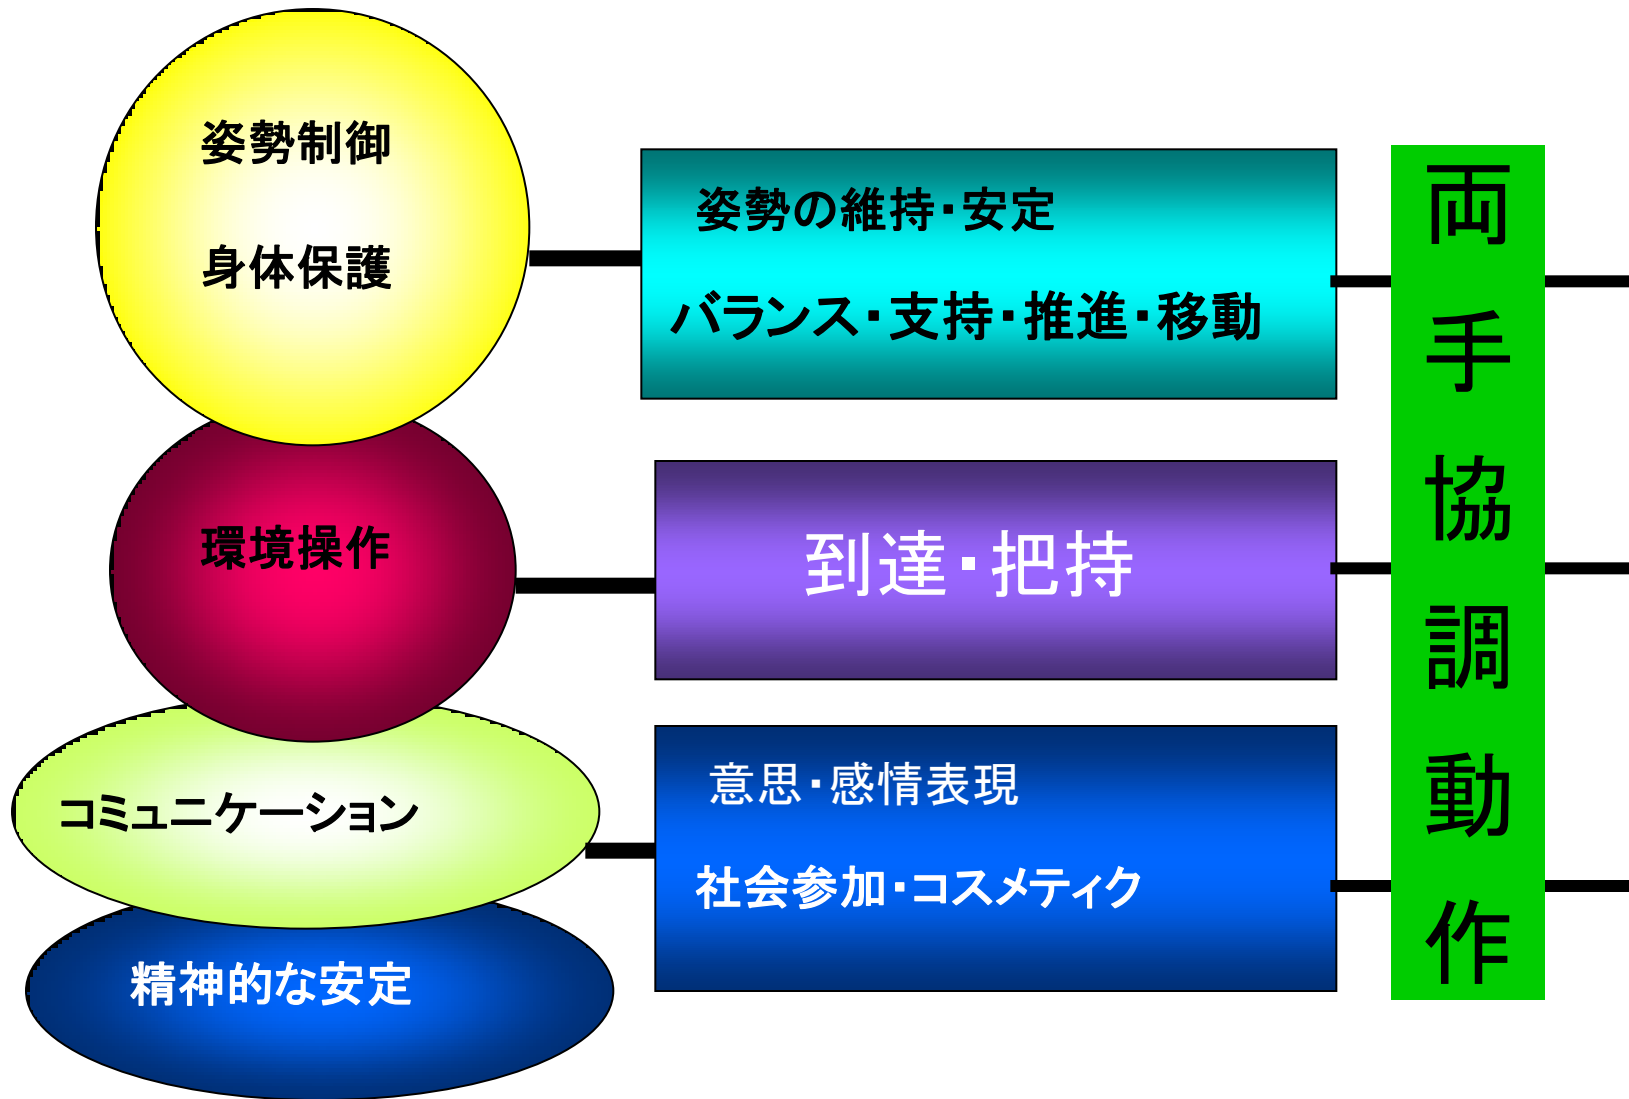 姿勢制御
身体保護
姿勢の維持・安定
バランス・支持・推進・移動
環境操作
到達・把持
コミュニケーション
意思・感情表現
社会参加・コスメティク
精神的な安定
両手協調動作